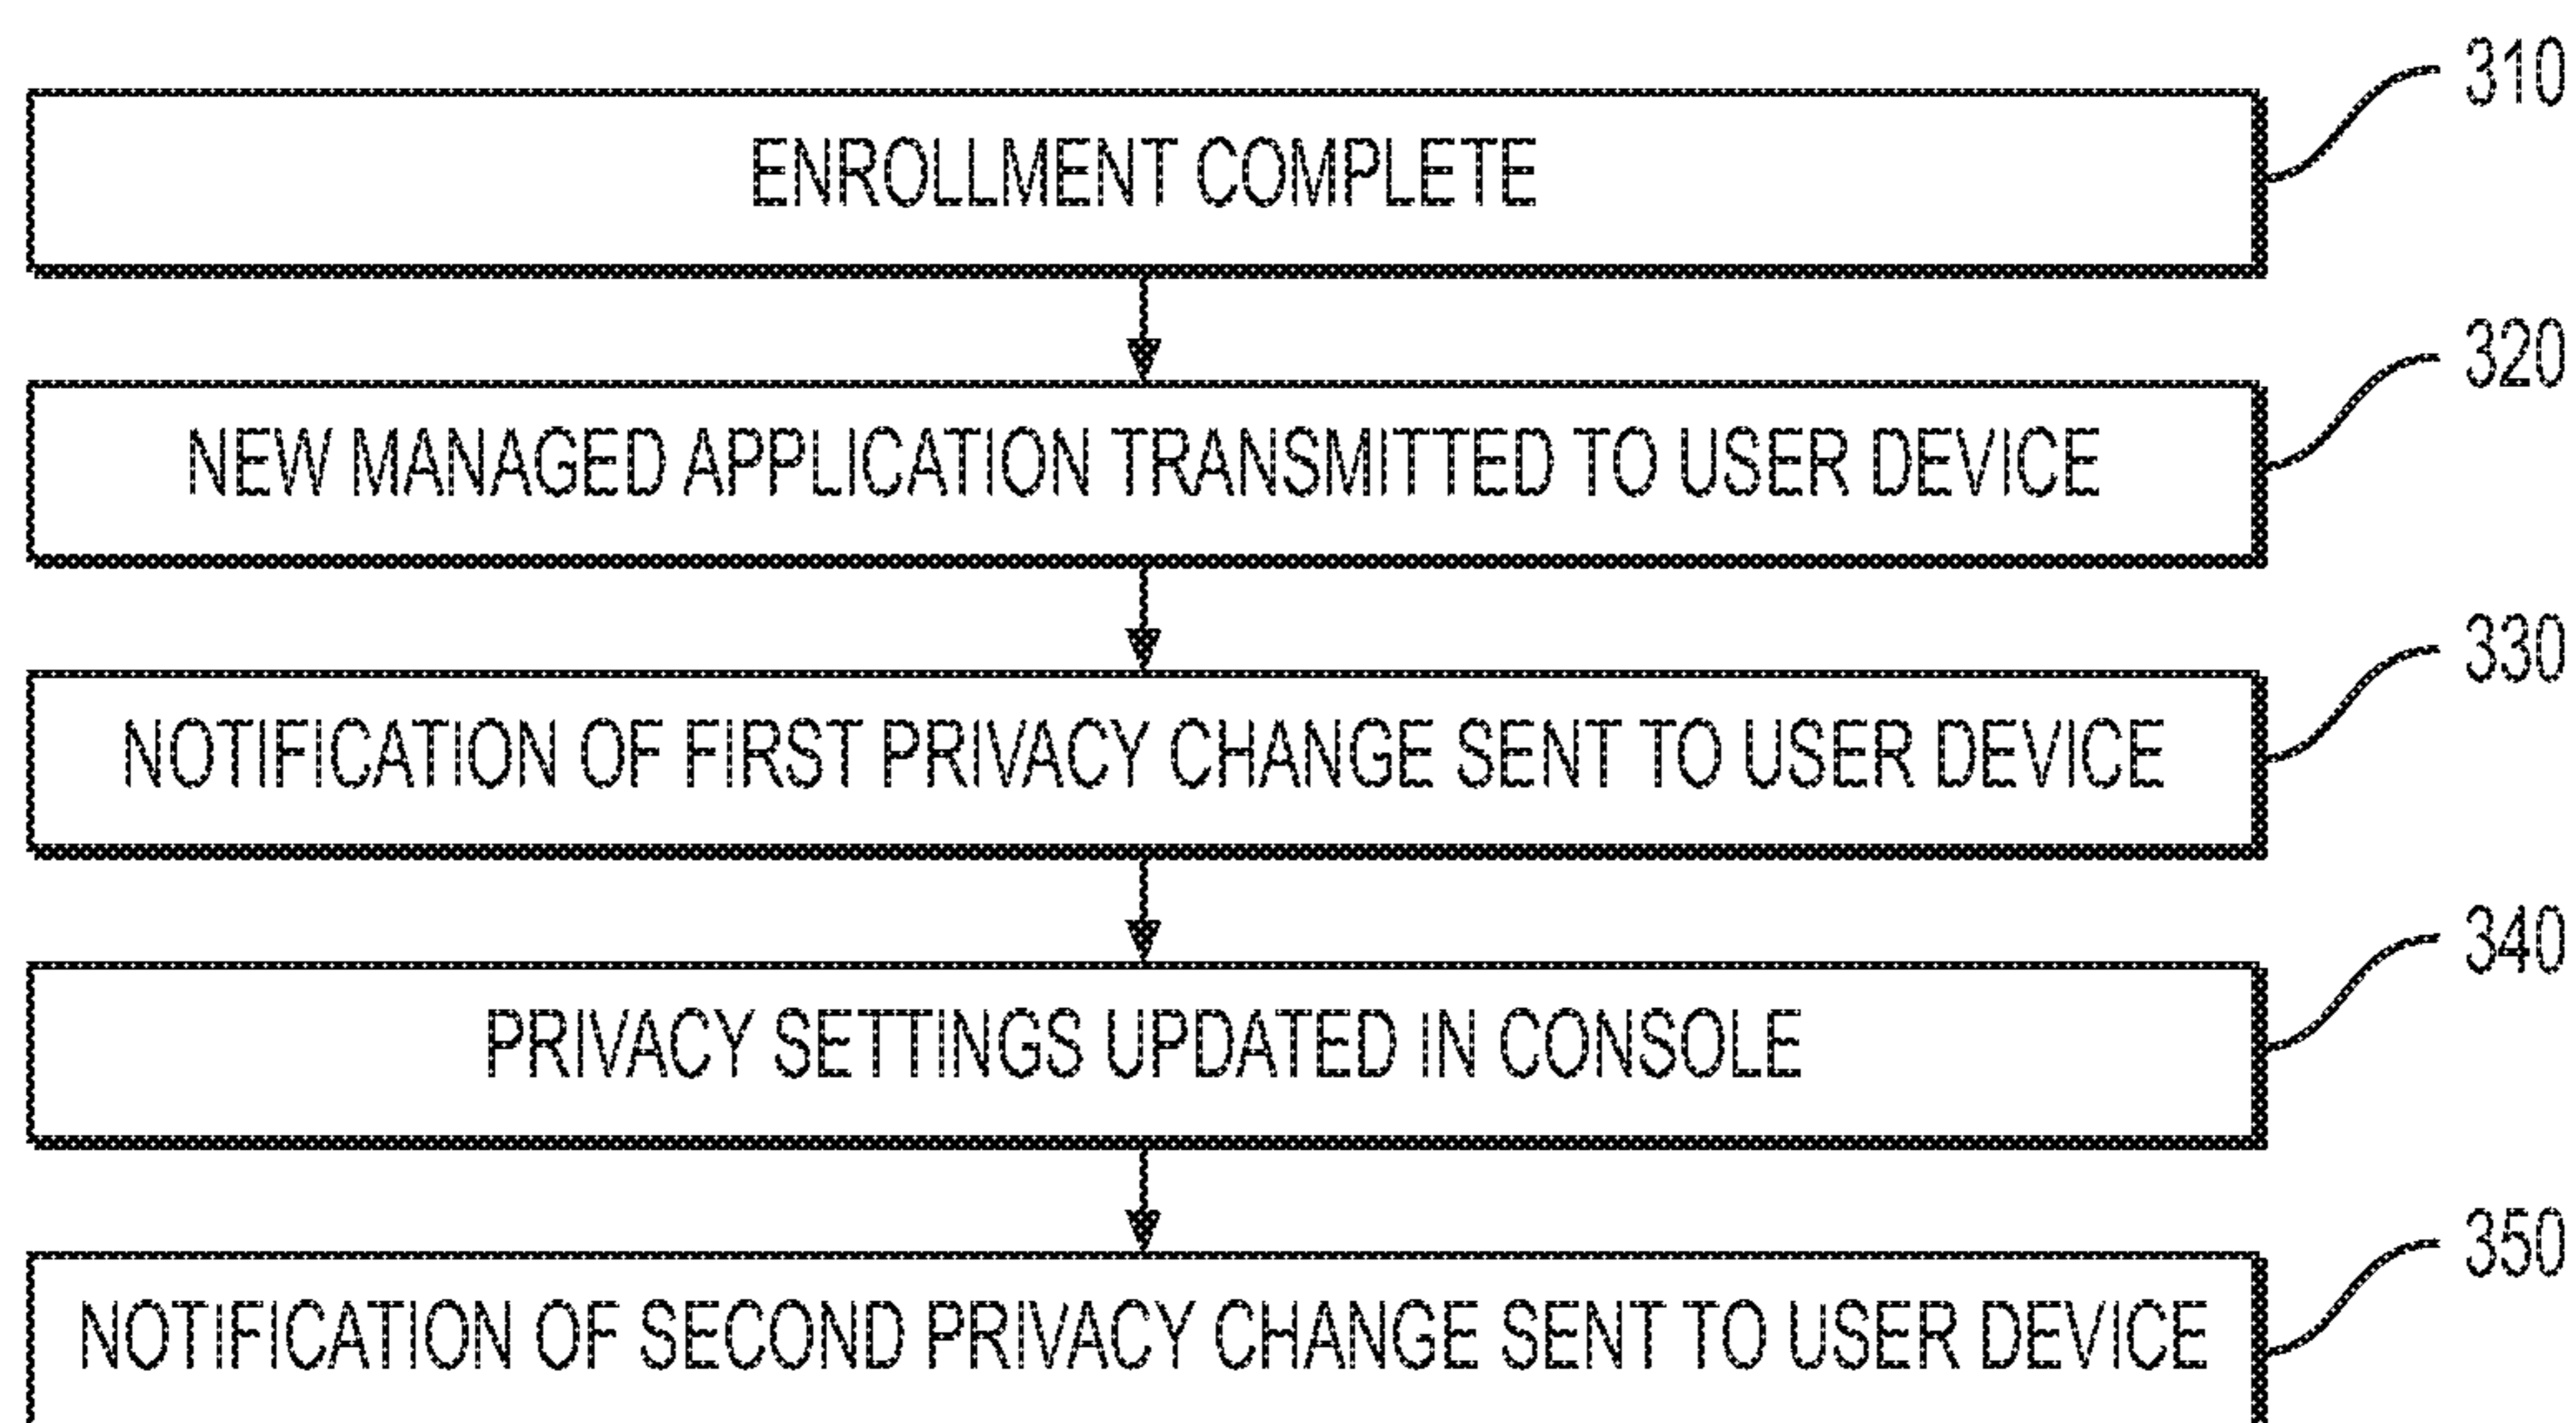 310
ENROLLMENT COMPLETE
320
NEW MANAGED APPLICATION TRANSMITTED TO USER DEVICE
330
NOTIFICATION OF FIRST PRIVACY CHANGE SENT TO USER DEVICE
340
PRIVACY SETTINGS UPDATED IN CONSOLE
350
NOTIFICATION OF SECOND PRIVACY CHANGE SENT TO USER DEVICE